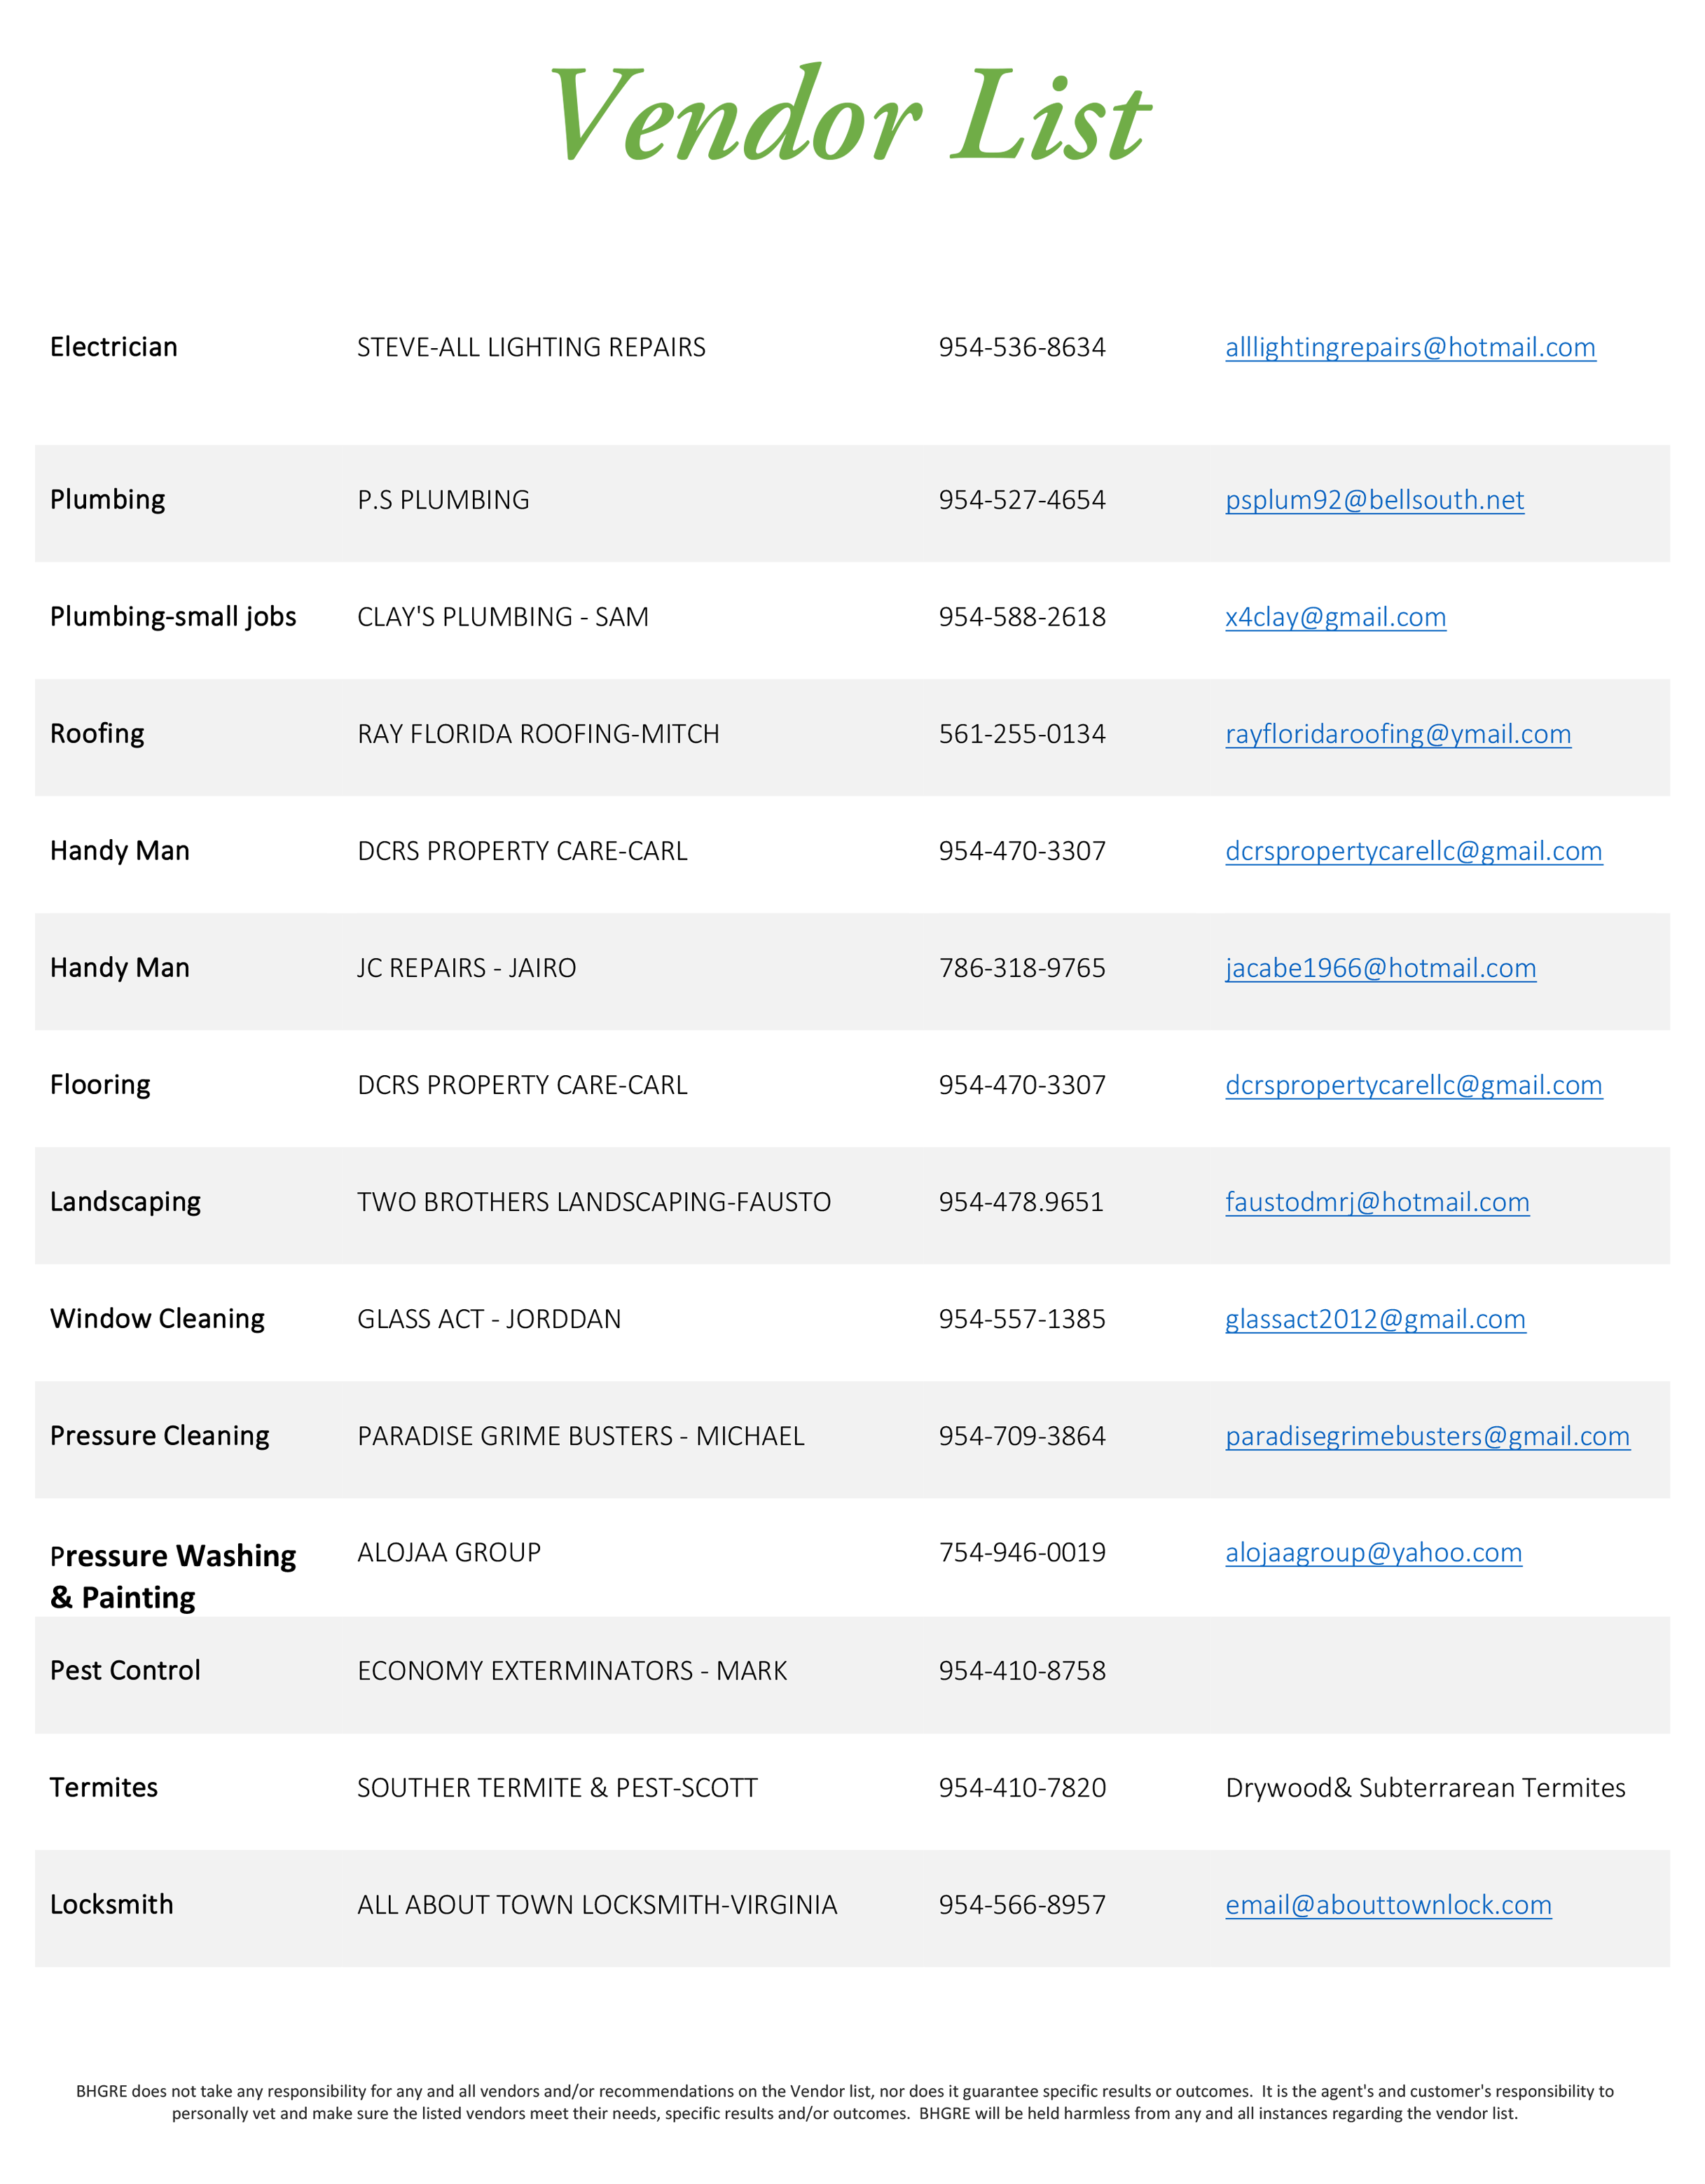 Vendor List
Electrician STEVE-ALL LIGHTING REPAIRS 954-536-8634 alllightingrepairs@hotmail.com
Plumbing P.S PLUMBING 954-527-4654 psplum92@bellsouth.net
Plumbing-small jobs CLAY'S PLUMBING - SAM 954-588-2618 x4clay@gmail.com
Roofing RAY FLORIDA ROOFING-MITCH 561-255-0134 rayfloridaroofing@ymail.com
Handy Man DCRS PROPERTY CARE-CARL 954-470-3307 dcrspropertycarellc@gmail.com
Handy Man JC REPAIRS - JAIRO 786-318-9765 jacabe1966@hotmail.com
Flooring DCRS PROPERTY CARE-CARL 954-470-3307 dcrspropertycarellc@gmail.com
Landscaping TWO BROTHERS LANDSCAPING-FAUSTO 954-478.9651 faustodmrj@hotmail.com
Window Cleaning GLASS ACT - JORDDAN 954-557-1385 glassact2012@gmail.com
Pressure Cleaning PARADISE GRIME BUSTERS - MICHAEL 954-709-3864 paradisegrimebusters@gmail.com
Pressure Washing ALOJAA GROUP 754-946-0019 alojaagroup@yahoo.com
& Painting
Pest Control ECONOMY EXTERMINATORS - MARK 954-410-8758
Termites SOUTHER TERMITE & PEST-SCOTT 954-410-7820 Drywood& Subterrarean Termites
Locksmith ALL ABOUT TOWN LOCKSMITH-VIRGINIA 954-566-8957 email@abouttownlock.com
BHGRE does not take any responsibility for any and all vendors and/or recommendations on the Vendor list, nor does it guarantee specific results or outcomes.  It is the agent's and customer's responsibility to
personally vet and make sure the listed vendors meet their needs, specific results and/or outcomes.  BHGRE will be held harmless from any and all instances regarding the vendor list.